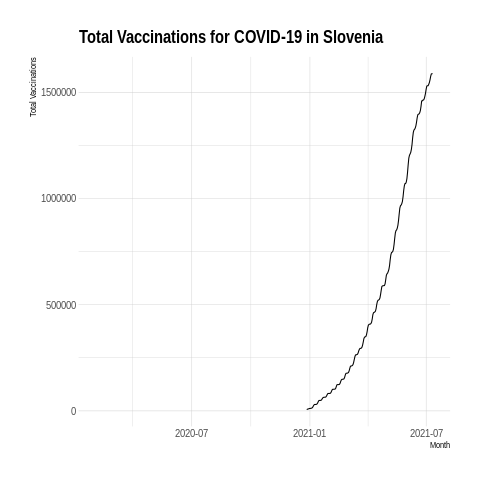 Total Vaccinations for COVID-19 in Slovenia
Total Vaccinations
1500000
1000000
500000
0
2020-07 2021-01 2021-07
Month